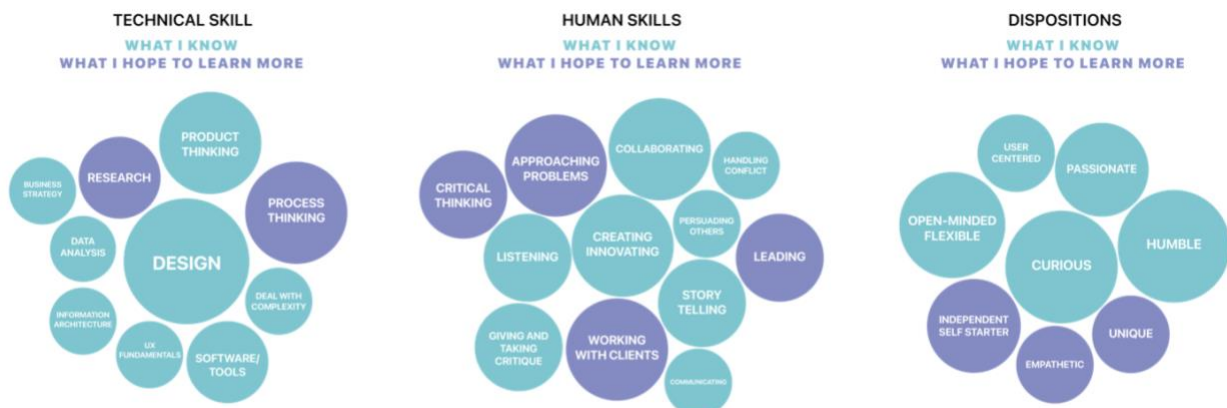 TECHNICAL SKILL
WHAT I KNOW
WHAT I HOPE TO LEARN MORE
PRODUCT
THINKING
RESEARCH
BUSINESS
STRATEGY
PROCESS
THINKING
DATA
ANALYSIS
DESIGN
DEAL WITH
COMPLEXITY
INFORMATION
ARCHITECTURE
UX
FUNDAMENTALS
SOFTWARE/
TOOLS
HUMAN SKILLS
WHAT I KNOW
WHAT I HOPE TO LEARN MORE
COLLABORATING
APPROACHING
PROBLEMS
HANDLING
CONFLICT
CRITICAL
THINKING
PERSUADING
OTHERS
CREATING
INNOVATING
LISTENING
LEADING
STORY
TELLING
GIVING AND
TAKING
CRITIQUE
WORKING
WITH CLIENTS
COMMUNICATING
DISPOSITIONS
WHAT I KNOW
WHAT I HOPE TO LEARN MORE
USER
CENTERED
PASSIONATE
OPEN-MINDED
FLEXIBLE
HUMBLE
CURIOUS
INDEPENDENT
SELF STARTER
UNIQUE
EMPATHETIC